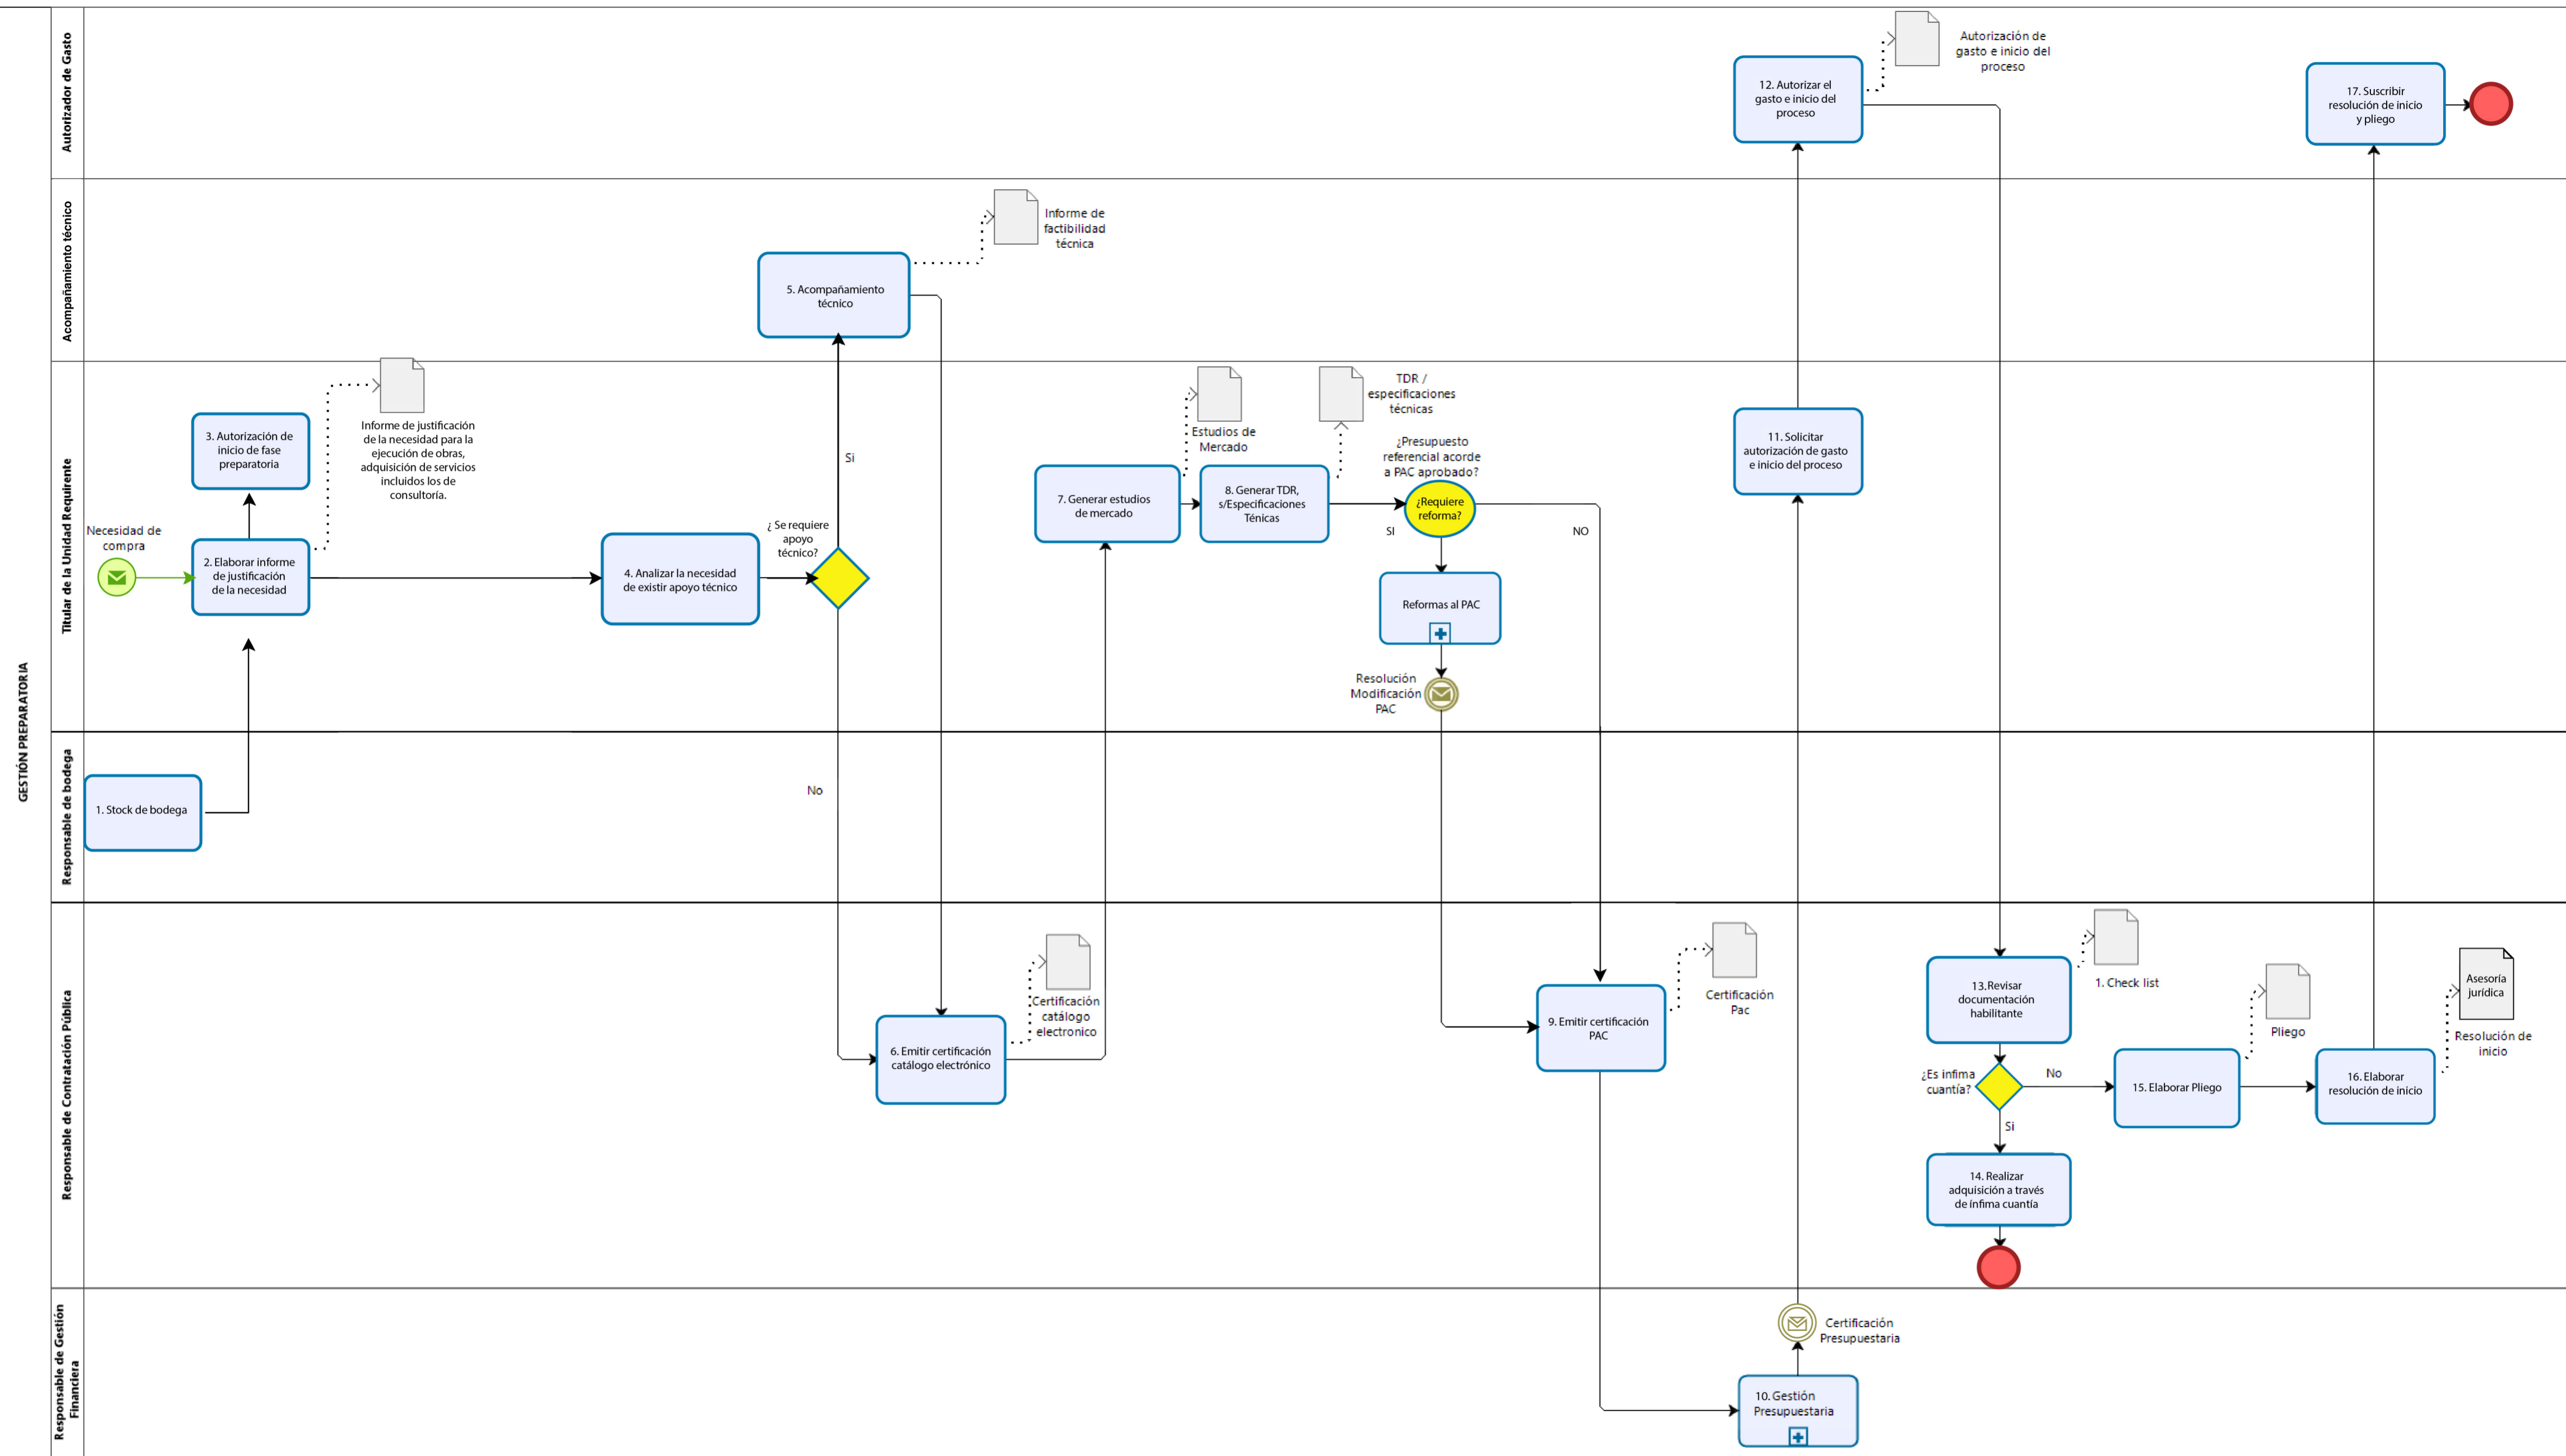 GESTIÓN PREPARATORIA
Autorizador de Gasto
12. Autorizar el
gasto e inicio del
proceso
Autorización de
gasto e inicio del
proceso
17. Suscribir
resolución de inicio
y pliego
Acompañamiento técnico
5. Acompañamiento
técnico
Informe de
factibilidad
técnica
Titular de la Unidad Requirente
Necesidad de
compra
3. Autorización de
inicio de fase
preparatoria
2. Elaborar informe
de justificación
de la necesidad
Informe de justificación
de la necesidad para la
ejecución de obras,
adquisición de servicios
incluidos los de
consultoría.
4. Analizar la necesidad
de existir apoyo técnico
¿ Se requiere
apoyo
técnico?
Si
No
7. Generar estudios
de mercado
Estudios de
Mercado
8. Generar TDR,
s/Especificaciones
Ténicas
TDR /
especificaciones
técnicas
¿Presupuesto
referencial acorde
a PAC aprobado?
¿Requiere
reforma?
SI
NO
Reformas al PAC
Resolución
Modificación
PAC
11. Solicitar
autorización de gasto
e inicio del proceso
Responsable de bodega
1. Stock de bodega
Responsable de Contratación Pública
6. Emitir certificación
catálogo electrónico
Certificación
catálogo
electronico
9. Emitir certificación
PAC
Certificación
Pac
13. Revisar
documentación
habilitante
1. Check list
¿Es infima
cuantía?
No
Si
14. Realizar
adquisición a través
de ínfima cuantía
15. Elaborar Pliego
Pliego
16. Elaborar
resolución de inicio
Asesoría
jurídica
Resolución de
inicio
Responsable de Gestión
Financiera
10. Gestión
Presupuestaria
Certificación
Presupuestaria